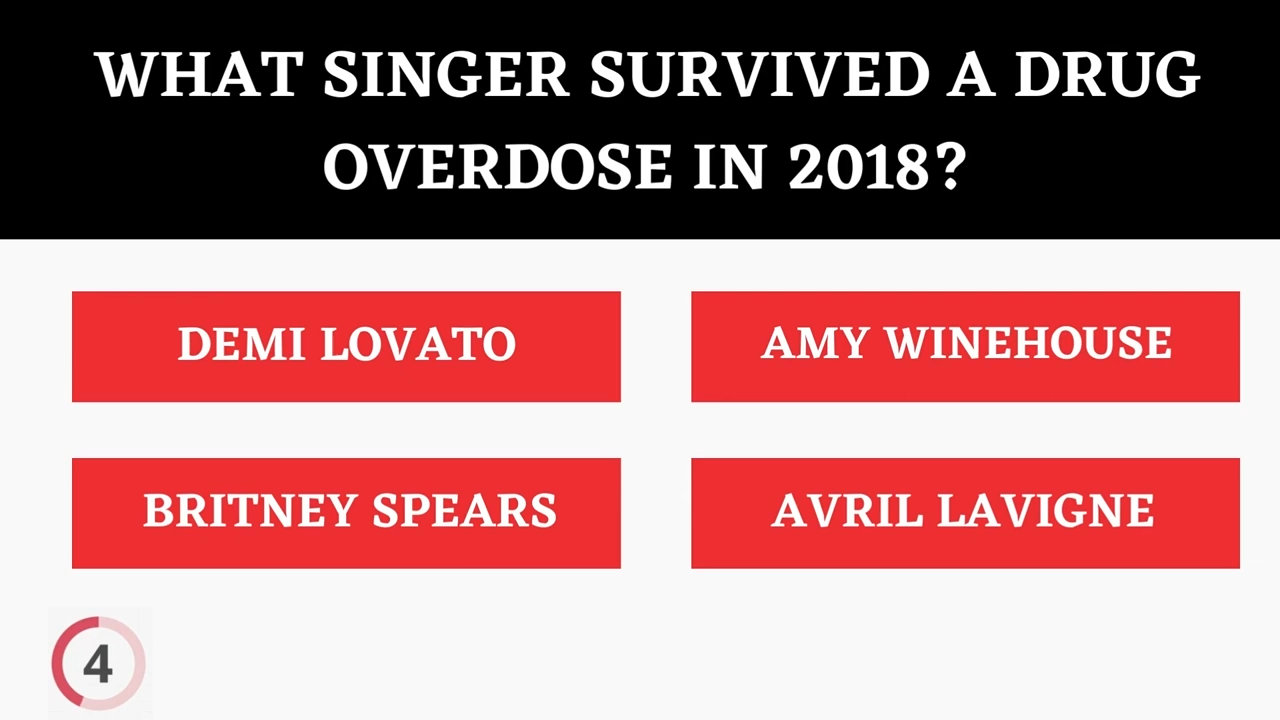 WHAT SINGER SURVIVED A DRUG
OVERDOSE IN 2018?
DEMI LOVATO
AMY WINEHOUSE
BRITNEY SPEARS
AVRIL LAVIGNE
4